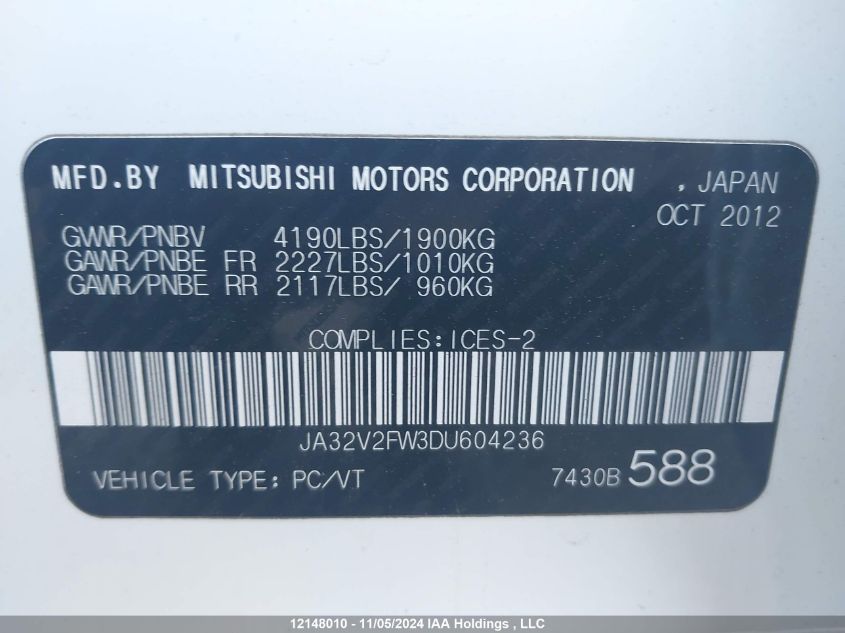 MFD.BY MITSUBISHI MOTORS CORPORATION , JAPAN
OCT 2012
GVWR/PNBV 4190LBS/1900KG
GAWR/PNBE FR 2227LBS/1010KG
GAWR/PNBE RR 2117LBS/ 960KG
COMPLIES:ICES-2
JA32V2FW3DU604236
VEHICLE TYPE: PC/VT 7430B 588
12148010 - 11/05/2024 IAA Holdings , LLC